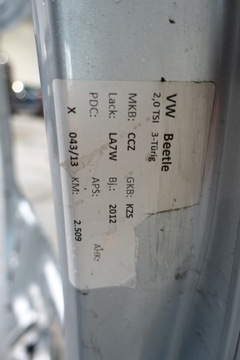 VW Beetle
2,0 TSI 3-Türig
MKB: CCZ GKB: KZS
Lack: LA7W Bj.: 2012
PDC: APS: AHK:
X 043/13 KM: 2.509